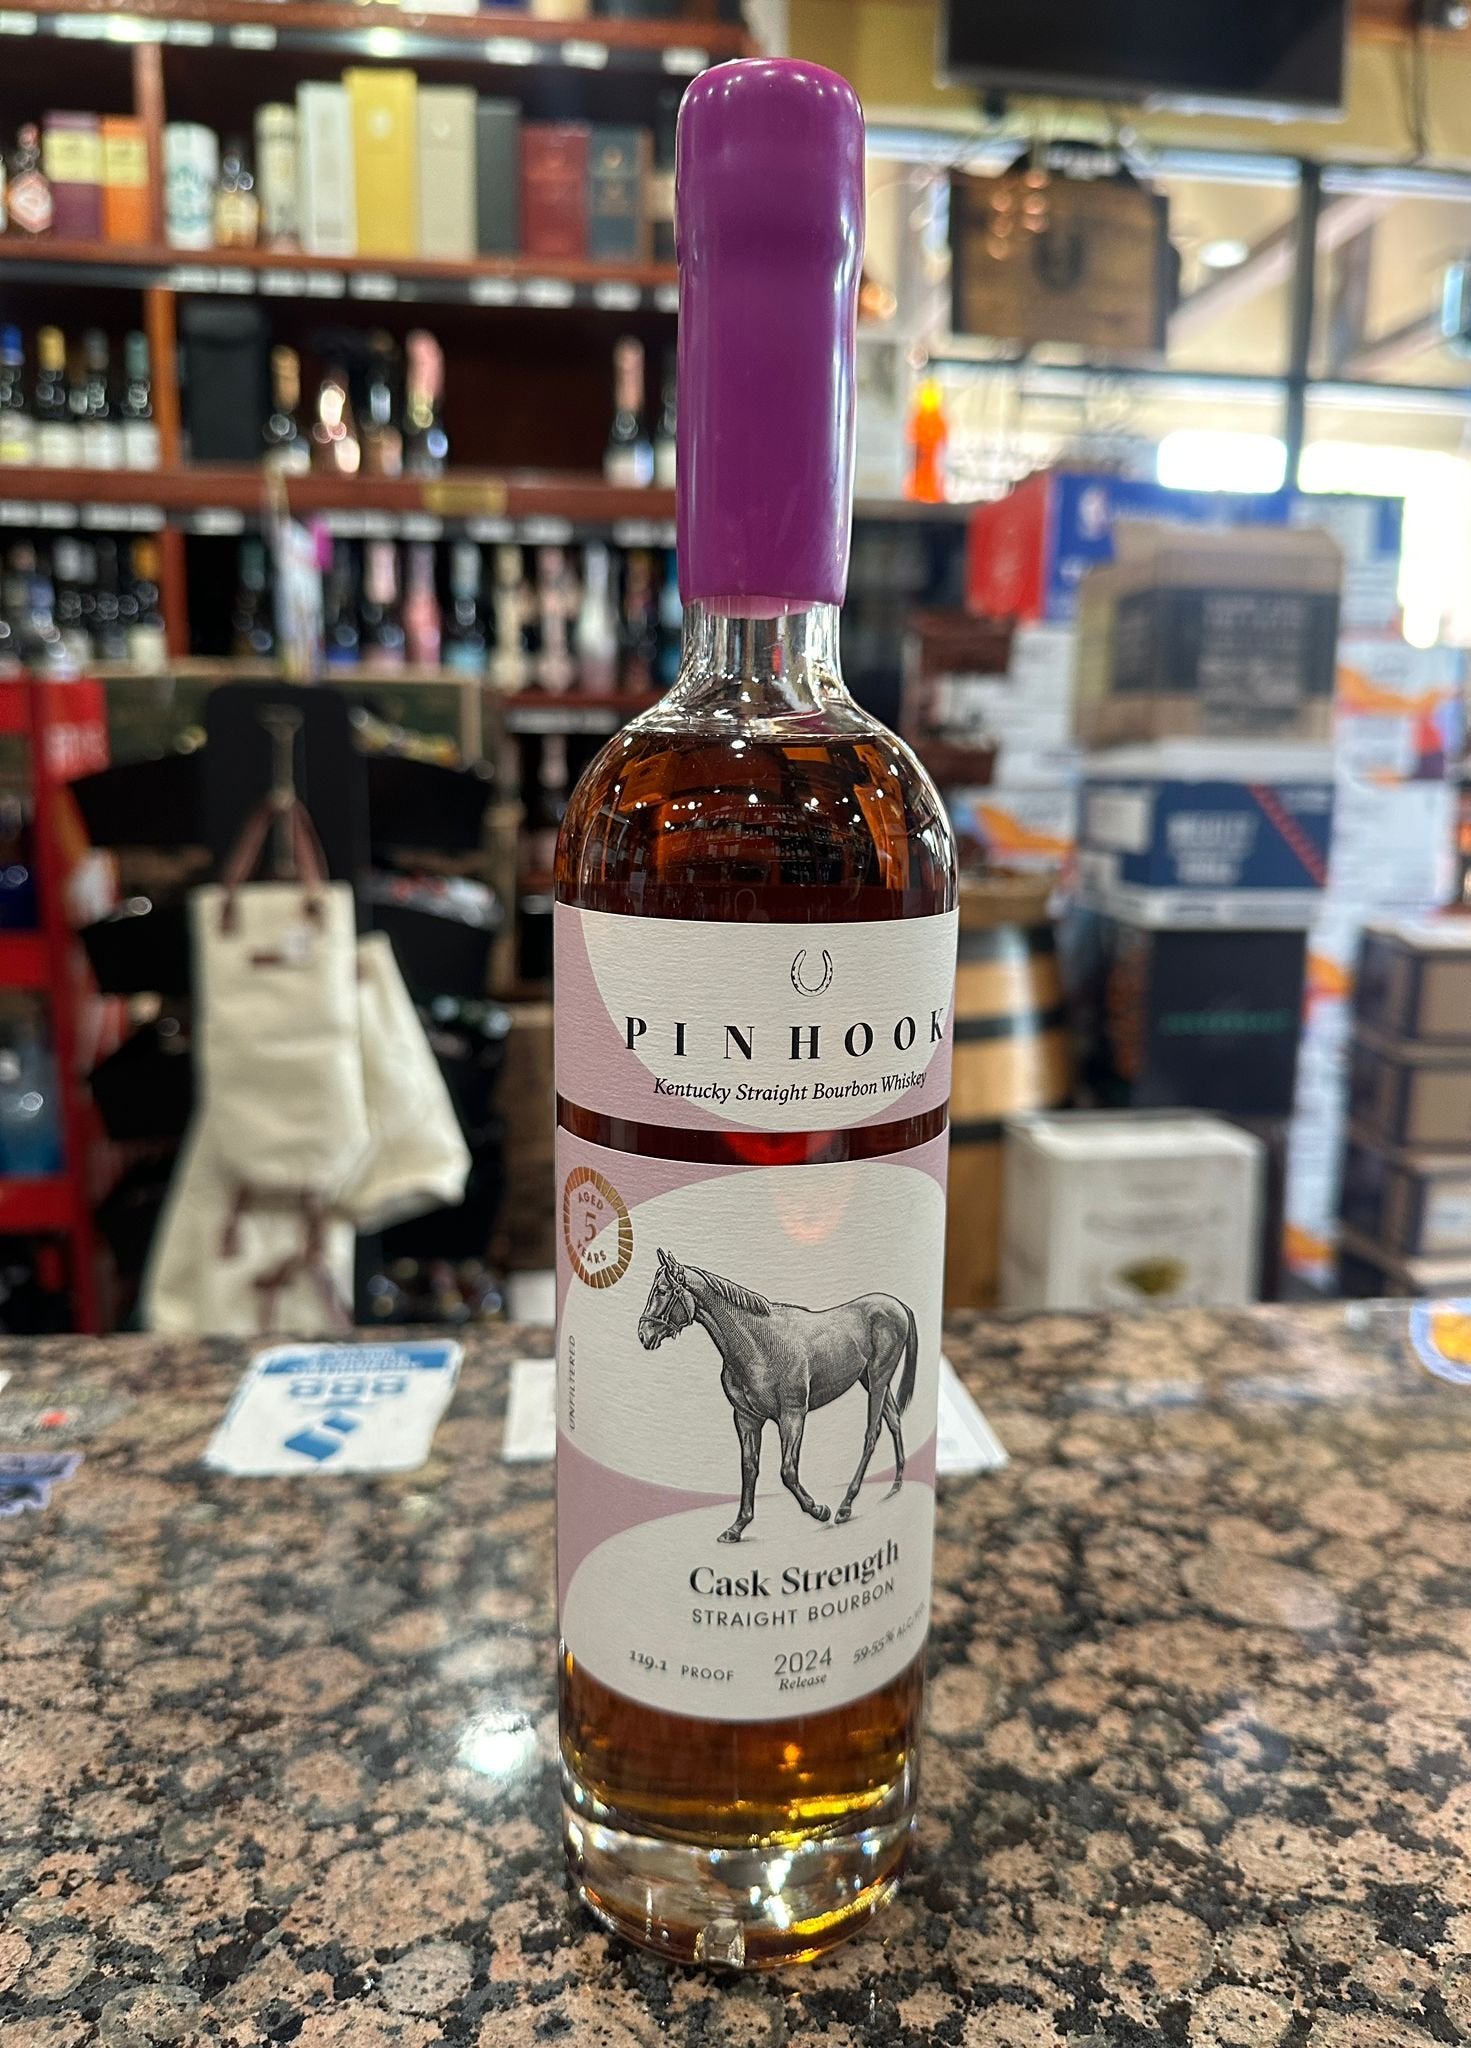 PINHOOK
Kentucky Straight Bourbon Whiskey
AGED
5
YEARS
UNFILTERED
Cask Strength
STRAIGHT BOURBON
119.1 PROOF
2024
Release
59.55% ALC/VOL